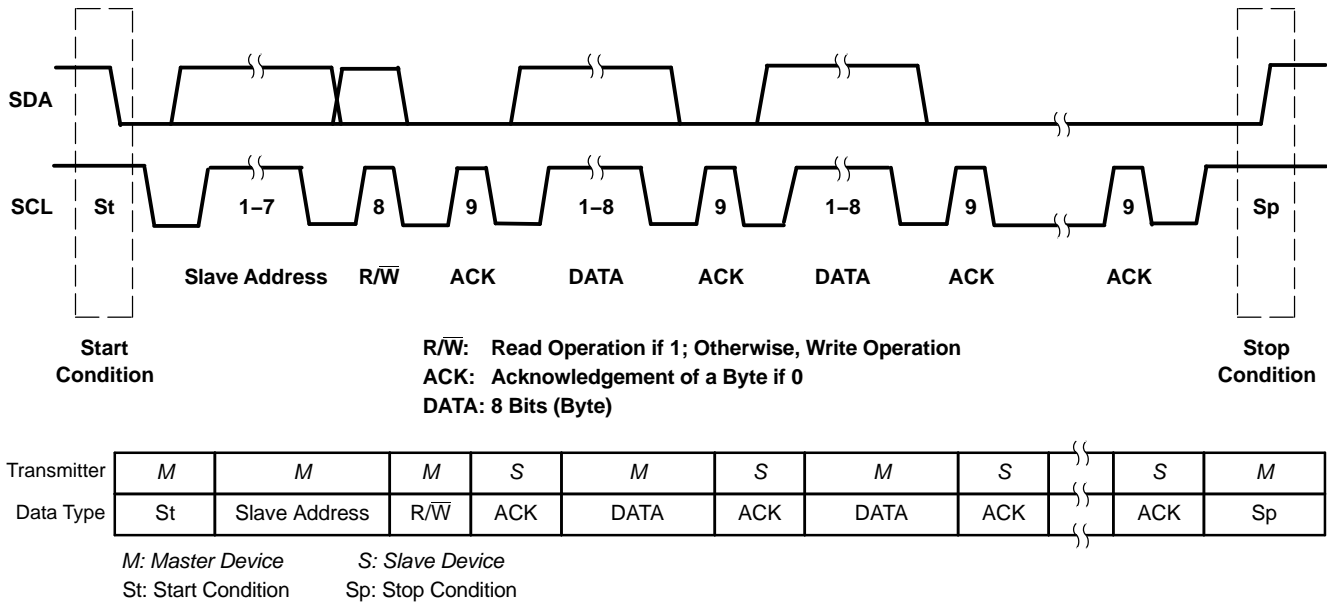 SDA
SCL St 1–7 8 9 1–8 9 1–8 9 9 Sp
Slave Address R/W̅ ACK DATA ACK DATA ACK ACK
Start
Condition
R/W̅: Read Operation if 1; Otherwise, Write Operation
ACK: Acknowledgement of a Byte if 0
DATA: 8 Bits (Byte)
Stop
Condition
Transmitter M M M S M S M S S M
Data Type St Slave Address R/W̅ ACK DATA ACK DATA ACK ACK Sp
M: Master Device S: Slave Device
St: Start Condition Sp: Stop Condition